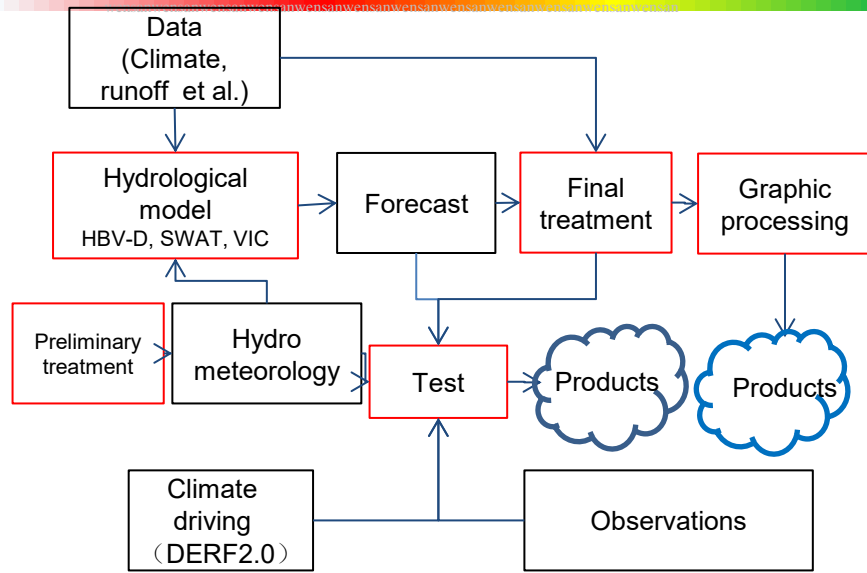 sanwensanwensanwensanwensanwensanwensanwensanwensan
Data
(Climate,
runoff et al.)
Hydrological
model
HBV-D, SWAT, VIC
Forecast
Final
treatment
Graphic
processing
Preliminary
treatment
Hydro
meteorology
Test
Products
Products
Climate
driving
（DERF2.0）
Observations